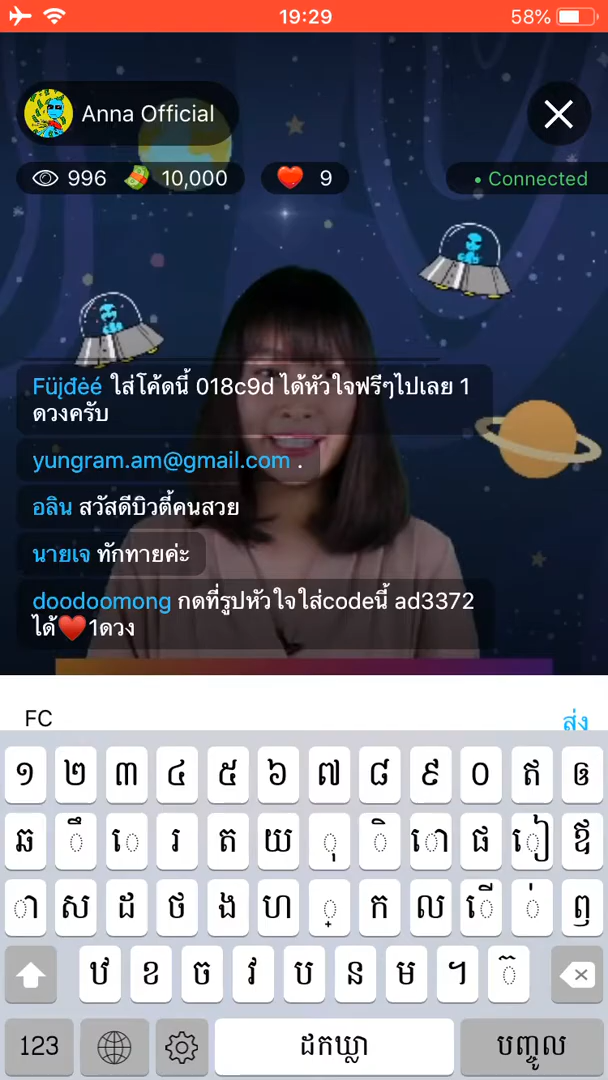 19:29
58%
Anna Official
996 10,000 9 • Connected
Füjđėé ใส่โค้ดนี้ 018c9d ได้หัวใจฟรีๆไปเลย 1
ดวงครับ
yungram.am@gmail.com .
อลิน สวัสดีบิวตี้คนสวย
นายเจ ทักทายค่ะ
doodoomong กดที่รูปหัวใจใส่codeนี้ ad3372
ได้❤️1ดวง
FC ส่ง
១ ២ ៣ ៤ ៥ ៦ ៧ ៨ ៩ ០ ឥ ឲ
ឆ ឹ េ រ ត យ ុ ិ ោ ផ ៀ ឪ
ា ស ដ ថ ង ហ ្ ក ល ើ ់ ឭ
ឋ ខ ច វ ប ន ម ។ ៊
123 ដកឃ្លា បញ្ចូល